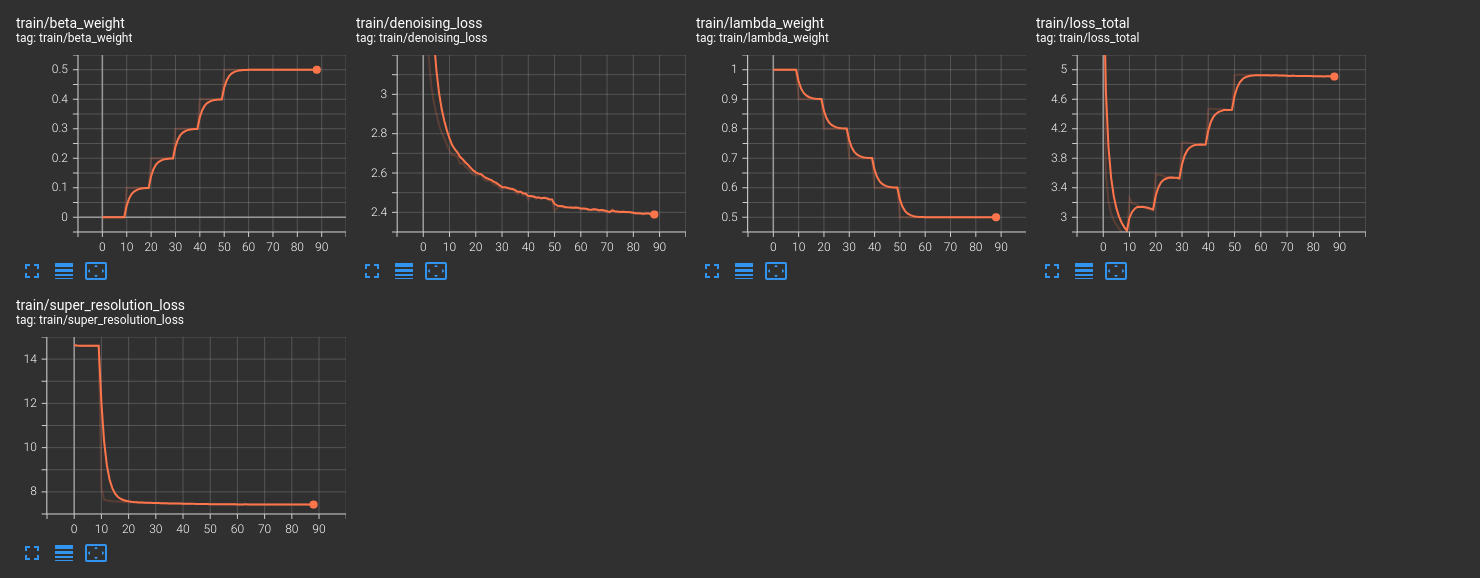 train/beta_weight
tag: train/beta_weight
0.5
0.4
0.3
0.2
0.1
0
0 10 20 30 40 50 60 70 80 90
train/denoising_loss
tag: train/denoising_loss
3
2.8
2.6
2.4
0 10 20 30 40 50 60 70 80 90
train/lambda_weight
tag: train/lambda_weight
1
0.9
0.8
0.7
0.6
0.5
0 10 20 30 40 50 60 70 80 90
train/loss_total
tag: train/loss_total
5
4.6
4.2
3.8
3.4
3
0 10 20 30 40 50 60 70 80 90
train/super_resolution_loss
tag: train/super_resolution_loss
14
12
10
8
0 10 20 30 40 50 60 70 80 90